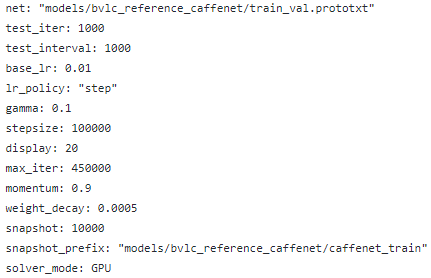 net: "models/bvlc_reference_caffenet/train_val.prototxt"
test_iter: 1000
test_interval: 1000
base_lr: 0.01
lr_policy: "step"
gamma: 0.1
stepsize: 100000
display: 20
max_iter: 450000
momentum: 0.9
weight_decay: 0.0005
snapshot: 10000
snapshot_prefix: "models/bvlc_reference_caffenet/caffenet_train"
solver_mode: GPU